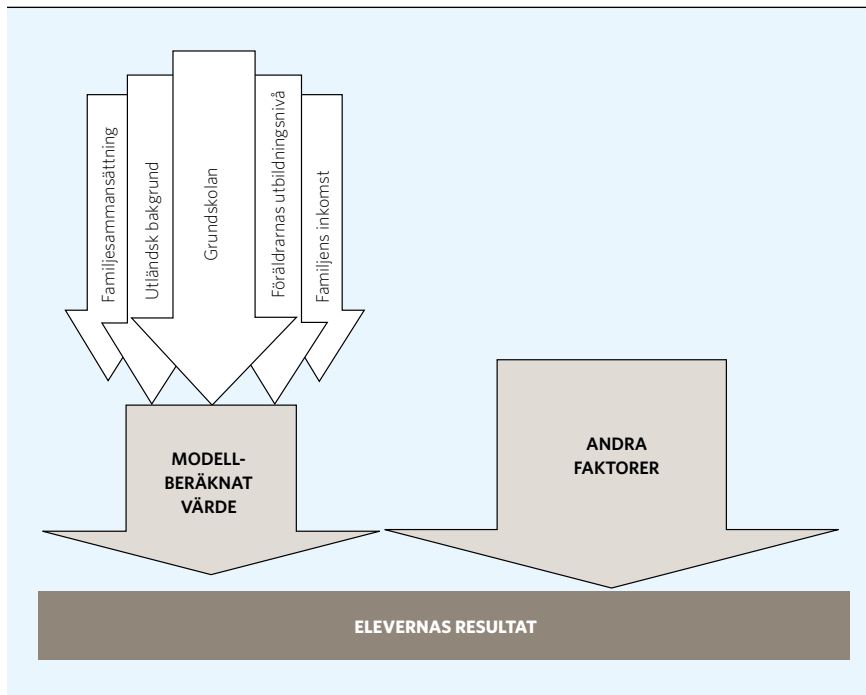 Familjesammansättning
Utländsk bakgrund
Grundskolan
Föräldrarnas utbildningsnivå
Familjens inkomst
MODELL-
BERÄKNAT
VÄRDE
ANDRA
FAKTORER
ELEVERNAS RESULTAT